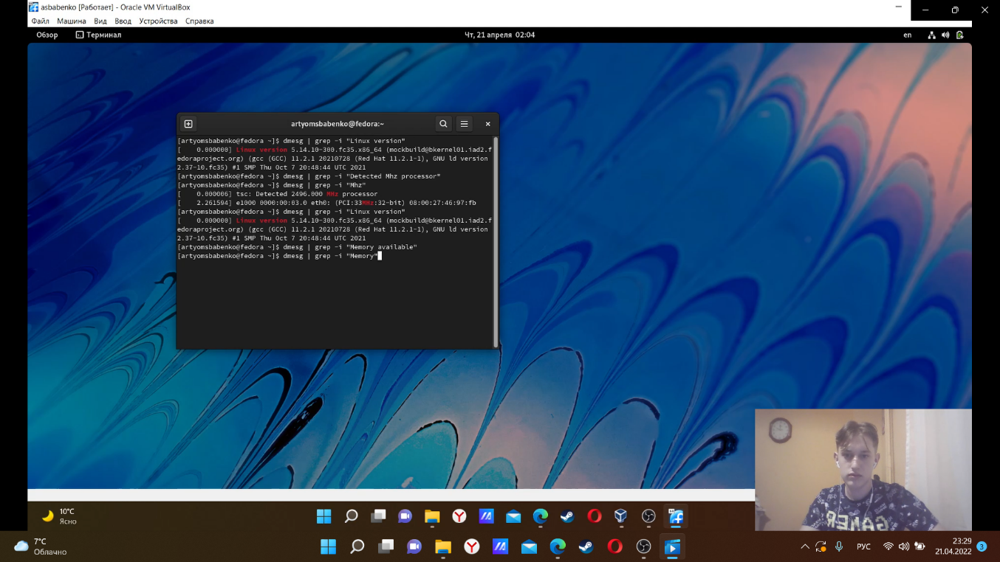 asbabenko [Работает] - Oracle VM VirtualBox
Файл Машина Вид Ввод Устройства Справка
Обзор Терминал Чт, 21 апреля 02:04 en
artyomsbabenko@fedora:~
[artyomsbabenko@fedora ~]$ dmesg | grep -i "Linux version"
[    0.000000] Linux version 5.14.10-300.fc35.x86_64 (mockbuild@bkernel01.iad2.f
edoraproject.org) (gcc (GCC) 11.2.1 20210728 (Red Hat 11.2.1-1), GNU ld version
2.37-10.fc35) #1 SMP Thu Oct 7 20:48:44 UTC 2021
[artyomsbabenko@fedora ~]$ dmesg | grep -i "Detected Mhz processor"
[artyomsbabenko@fedora ~]$ dmesg | grep -i "Mhz"
[    0.000006] tsc: Detected 2496.000 MHz processor
[    2.261594] e1000 0000:00:03.0 eth0: (PCI:33MHz:32-bit) 08:00:27:46:97:fb
[artyomsbabenko@fedora ~]$ dmesg | grep -i "Linux version"
[    0.000000] Linux version 5.14.10-300.fc35.x86_64 (mockbuild@bkernel01.iad2.f
edoraproject.org) (gcc (GCC) 11.2.1 20210728 (Red Hat 11.2.1-1), GNU ld version
2.37-10.fc35) #1 SMP Thu Oct 7 20:48:44 UTC 2021
[artyomsbabenko@fedora ~]$ dmesg | grep -i "Memory available"
[artyomsbabenko@fedora ~]$ dmesg | grep -i "Memory"
GAMER
10°C
Ясно
7°C
Облачно
РУС
23:29
21.04.2022
3